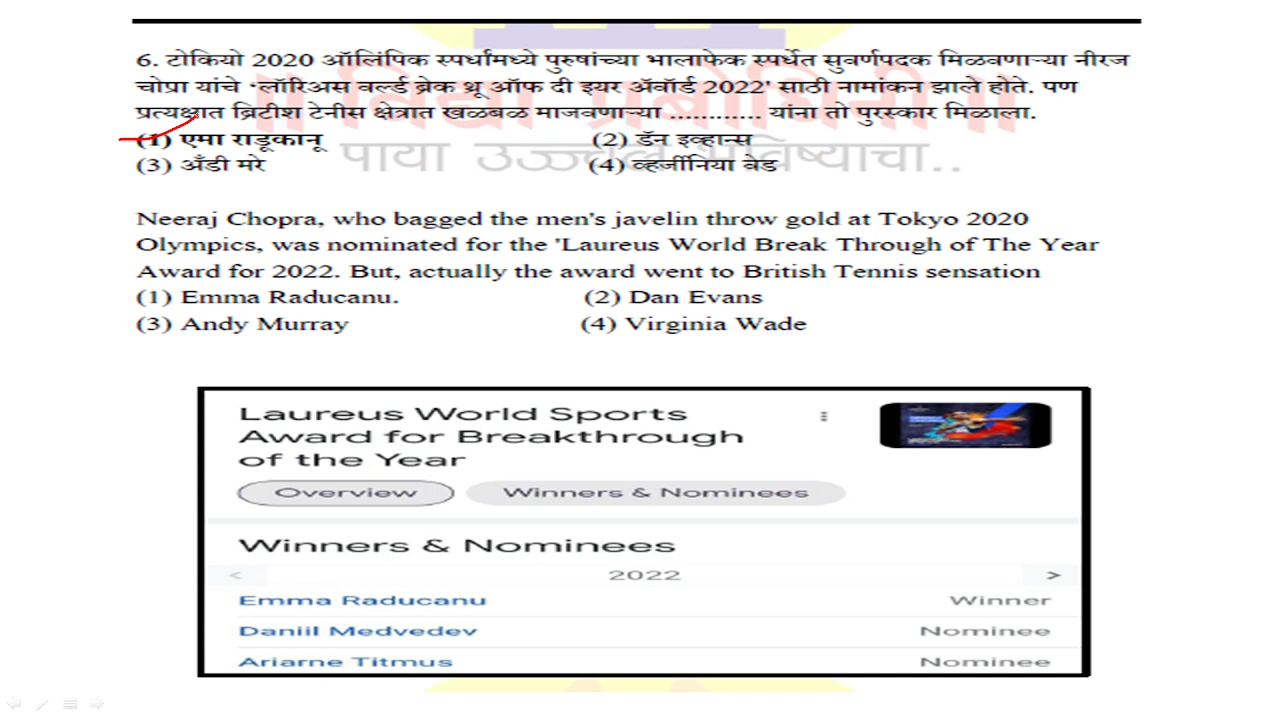 6. टोकियो 2020 ऑलिंपिक स्पर्धांमध्ये पुरुषांच्या भालाफेक स्पर्धेत सुवर्णपदक मिळवणाऱ्या नीरज
चोप्रा यांचे 'लॉरिअस वर्ल्ड ब्रेक थ्रू ऑफ दी इयर ॲवॉर्ड 2022' साठी नामांकन झाले होते. पण
प्रत्यक्षात ब्रिटीश टेनीस क्षेत्रात खळबळ माजवणाऱ्या ............ यांना तो पुरस्कार मिळाला.
(1) एमा राडूकानू (2) डॅन इव्हान्स
(3) अँडी मरे (4) व्हर्जीनिया बेड
॥ विद्या प्रबोधिनी ॥
पाया उज्ज्वल भविष्याचा..
Neeraj Chopra, who bagged the men's javelin throw gold at Tokyo 2020
Olympics, was nominated for the 'Laureus World Break Through of The Year
Award for 2022. But, actually the award went to British Tennis sensation
(1) Emma Raducanu. (2) Dan Evans
(3) Andy Murray (4) Virginia Wade
Laureus World Sports
Award for Breakthrough
of the Year
Overview Winners & Nominees
Winners & Nominees
< 2022 >
Emma Raducanu Winner
Daniil Medvedev Nominee
Ariarne Titmus Nominee